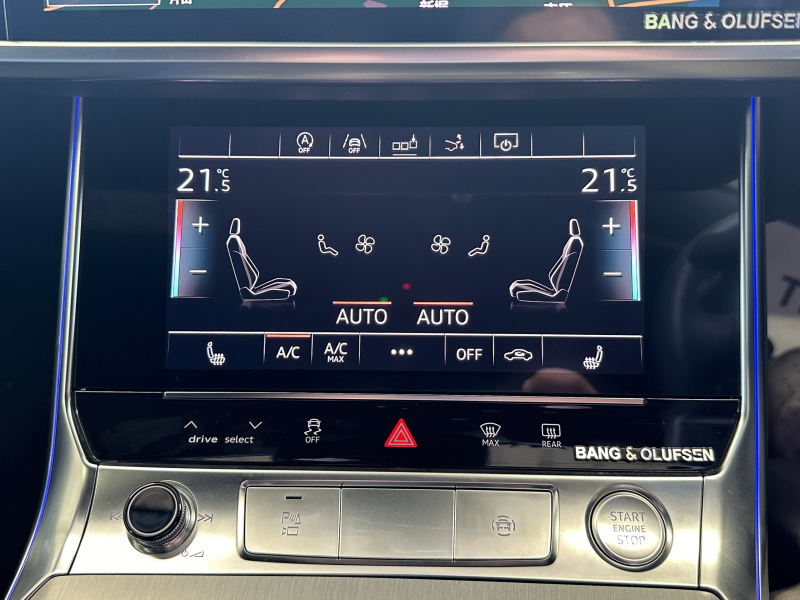 BANG & OLUFSEN
A
OFF
OFF
21.5 °C
21.5 °C
+
+
−
−
AUTO
AUTO
A/C
A/C
MAX
•••
OFF
drive select
OFF
MAX
REAR
BANG & OLUFSEN
START
ENGINE
STOP